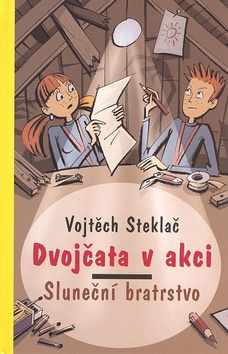 Vojtěch Steklač
Dvojčata v akci
Sluneční bratrstvo